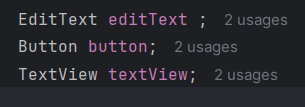 EditText editText ;  2 usages
Button button;  2 usages
TextView textView;  2 usages